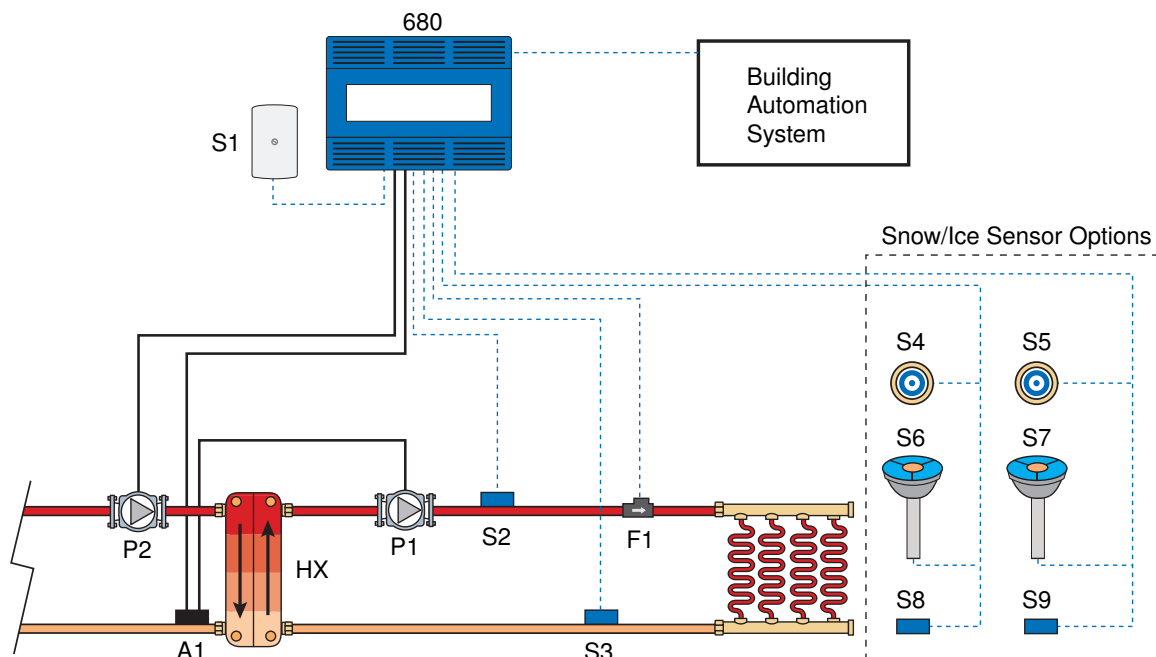 680
Building
Automation
System
S1
Snow/Ice Sensor Options
S4
S5
S6
S7
P2
HX
P1
S2
F1
S8
S9
A1
S3